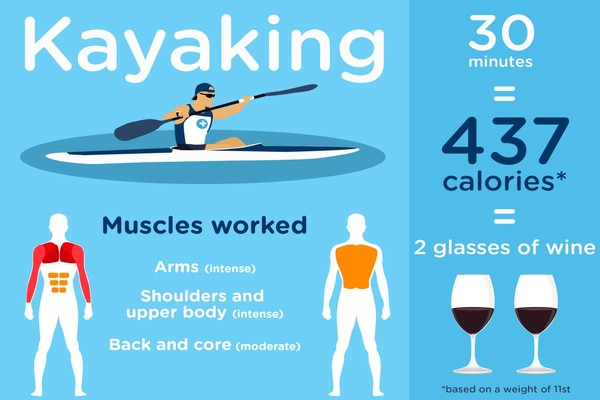 Kayaking
Muscles worked
Arms (intense)
Shoulders and
upper body (intense)
Back and core (moderate)
30
minutes
=
437
calories*
=
2 glasses of wine
*based on a weight of 11st